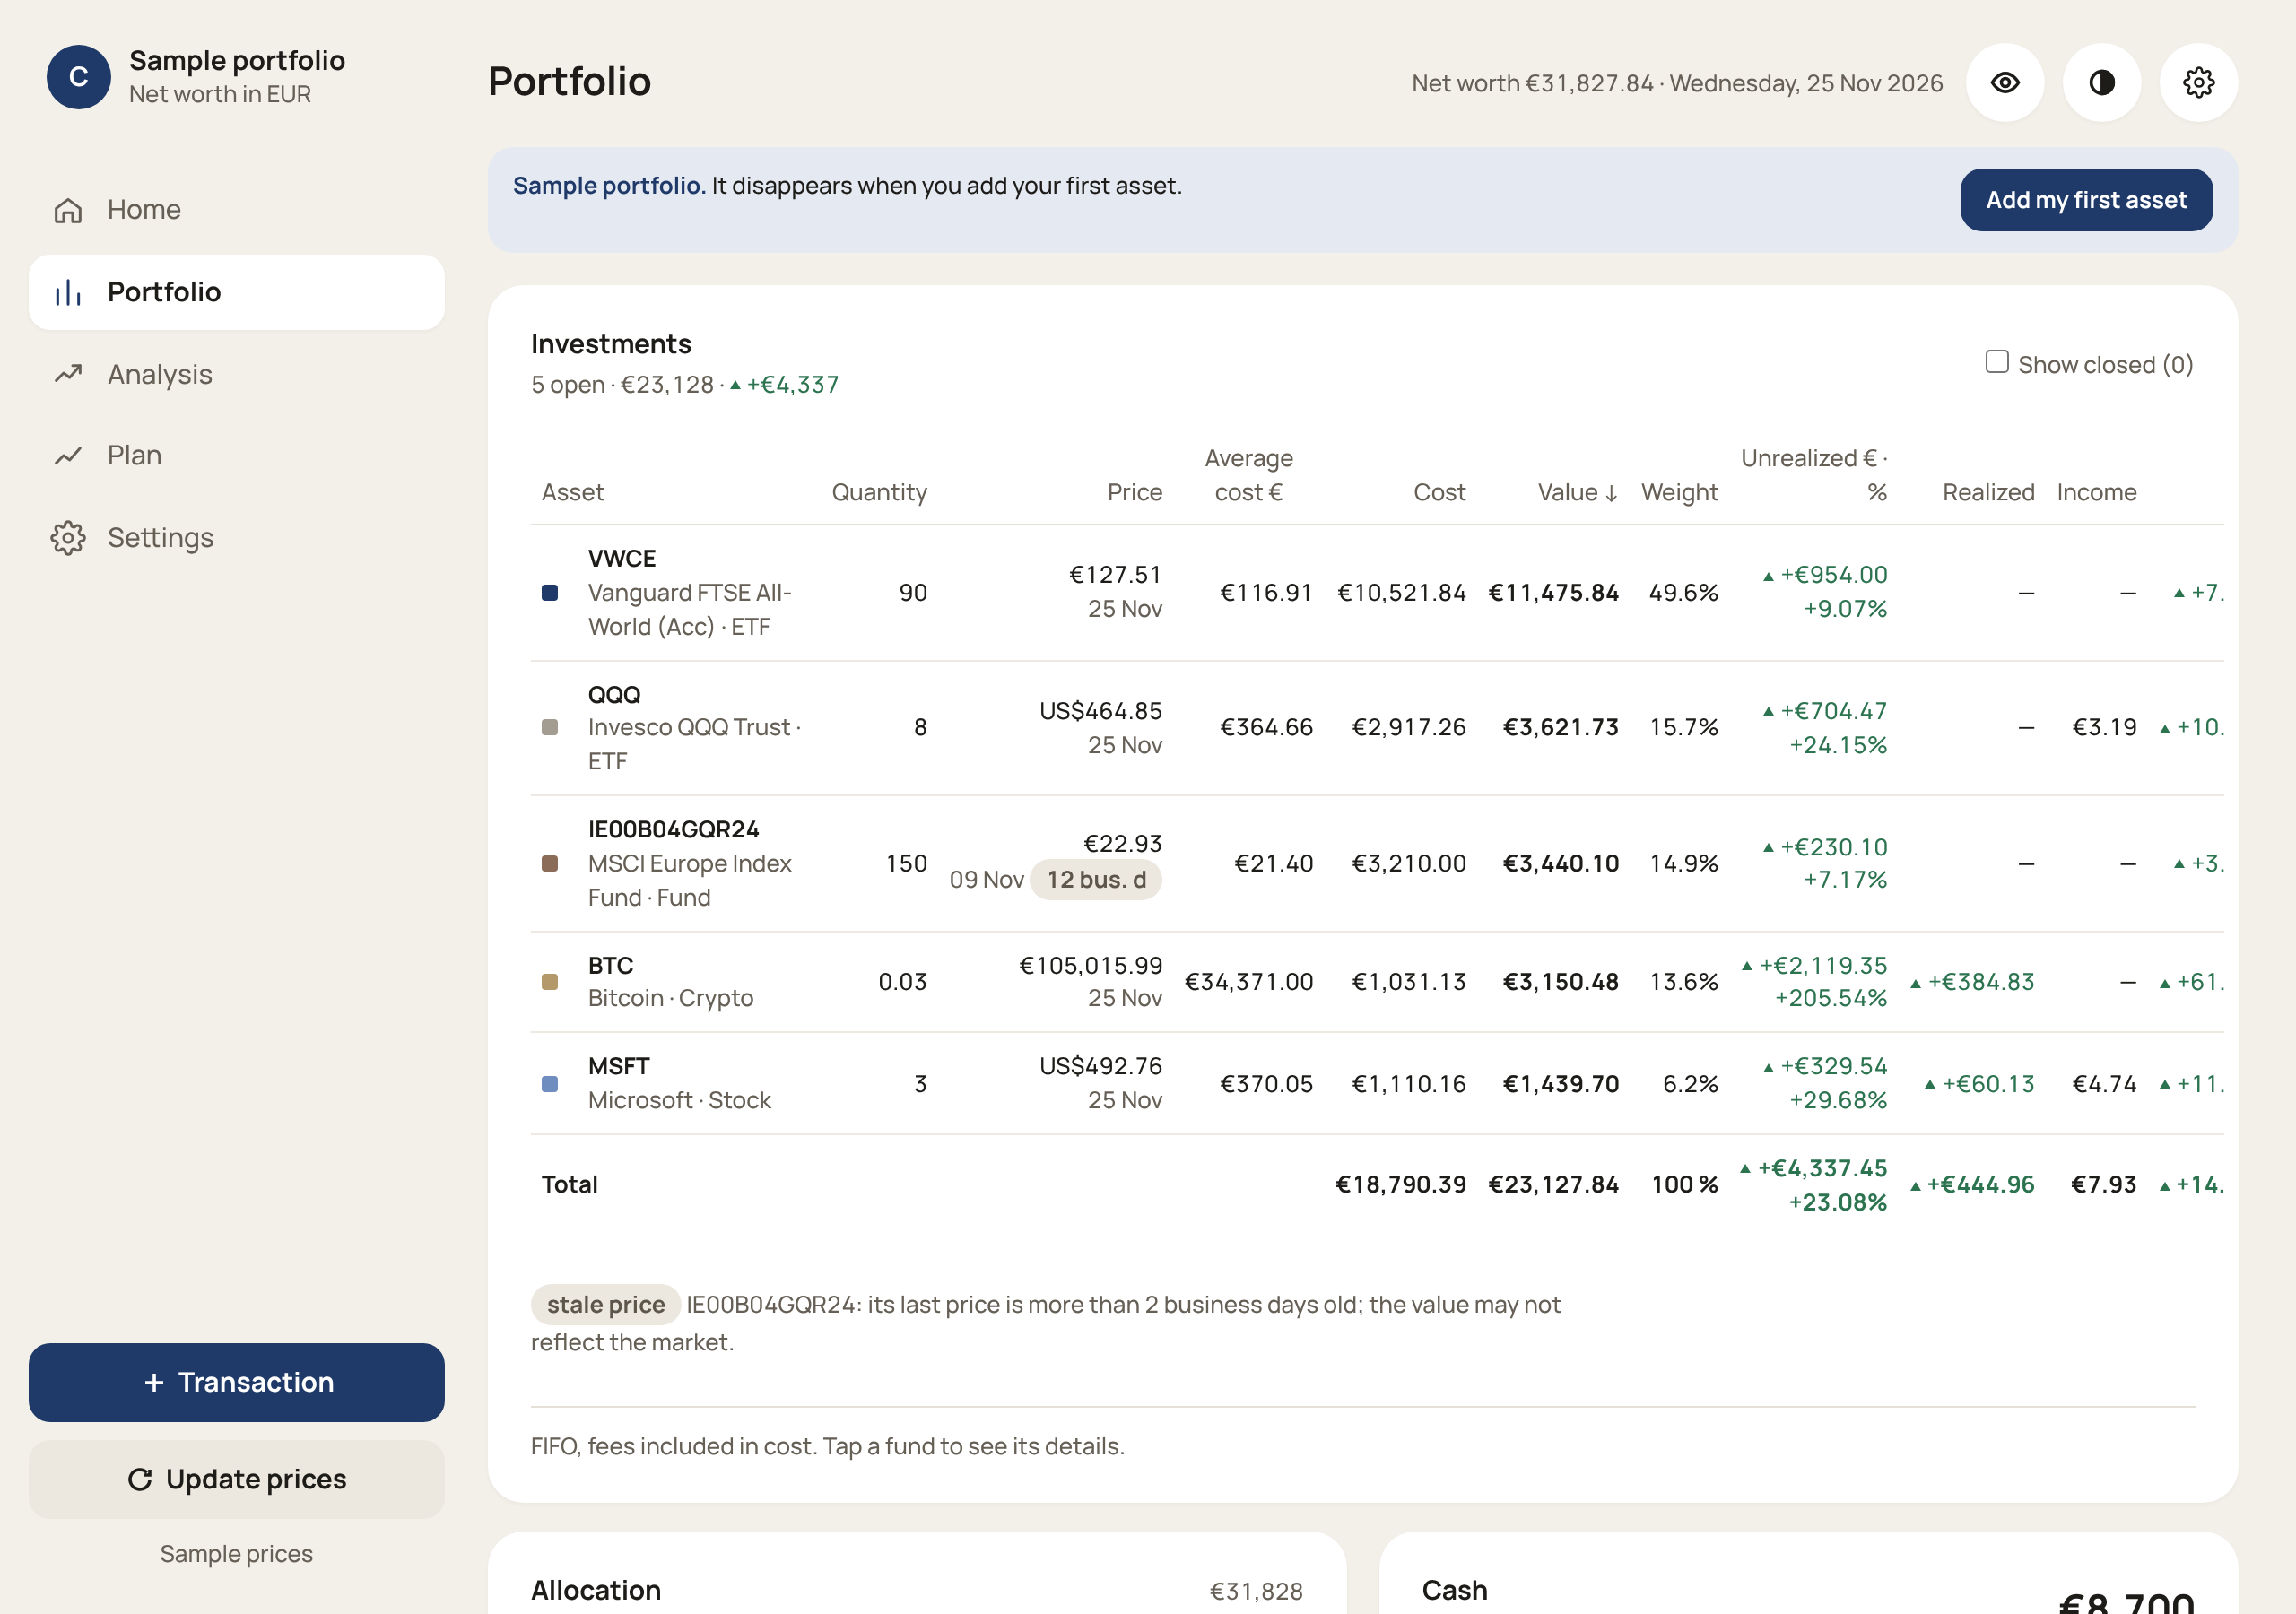 C
Sample portfolio
Net worth in EUR
Home
Portfolio
Analysis
Plan
Settings
+ Transaction
Update prices
Sample prices
Portfolio
Net worth €31,827.84 · Wednesday, 25 Nov 2026
Sample portfolio. It disappears when you add your first asset.
Add my first asset
Investments
5 open · €23,128 · ▲ +€4,337
Show closed (0)
Asset Quantity Price Average cost € Cost Value ↓ Weight Unrealized € · % Realized Income
VWCE
Vanguard FTSE All-
World (Acc) · ETF
90
€127.51
25 Nov
€116.91 €10,521.84 €11,475.84 49.6%
▲ +€954.00
+9.07%
— — ▲ +7.
QQQ
Invesco QQQ Trust ·
ETF
8
US$464.85
25 Nov
€364.66 €2,917.26 €3,621.73 15.7%
▲ +€704.47
+24.15%
— €3.19 ▲ +10.
IE00B04GQR24
MSCI Europe Index
Fund · Fund
150
€22.93
09 Nov 12 bus. d
€21.40 €3,210.00 €3,440.10 14.9%
▲ +€230.10
+7.17%
— — ▲ +3.
BTC
Bitcoin · Crypto
0.03
€105,015.99
25 Nov
€34,371.00 €1,031.13 €3,150.48 13.6%
▲ +€2,119.35
+205.54%
▲ +€384.83 — ▲ +61.
MSFT
Microsoft · Stock
3
US$492.76
25 Nov
€370.05 €1,110.16 €1,439.70 6.2%
▲ +€329.54
+29.68%
▲ +€60.13 €4.74 ▲ +11.
Total €18,790.39 €23,127.84 100 %
▲ +€4,337.45
+23.08%
▲ +€444.96 €7.93 ▲ +14.
stale price IE00B04GQR24: its last price is more than 2 business days old; the value may not
reflect the market.
FIFO, fees included in cost. Tap a fund to see its details.
Allocation
€31,828
Cash
€8,700